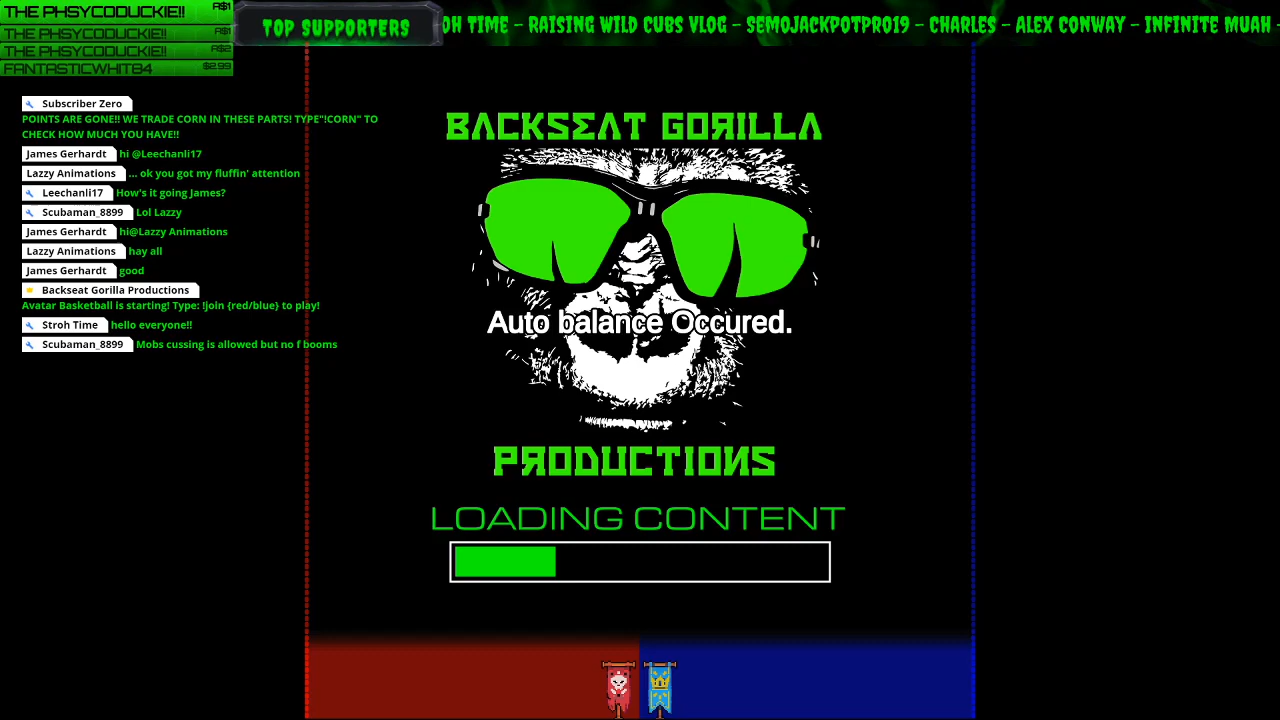 THE PHSYCODUCKIE!! A$1
THE PHSYCODUCKIE!! A$1
THE PHSYCODUCKIE!! A$2
FANTASTICWHIT84 $2.99
TOP SUPPORTERS
OH TIME - RAISING WILD CUBS VLOG - SEMOJACKPOTPRO19 - CHARLES - ALEX CONWAY - INFINITE MUAH
Subscriber Zero
POINTS ARE GONE!! WE TRADE CORN IN THESE PARTS! TYPE"!CORN" TO
CHECK HOW MUCH YOU HAVE!!
James Gerhardt hi @Leechanli17
Lazzy Animations ... ok you got my fluffin' attention
Leechanli17 How's it going James?
Scubaman_8899 Lol Lazzy
James Gerhardt hi@Lazzy Animations
Lazzy Animations hay all
James Gerhardt good
Backseat Gorilla Productions
Avatar Basketball is starting! Type: !join {red/blue} to play!
Stroh Time hello everyone!!
Scubaman_8899 Mobs cussing is allowed but no f booms
BACKSEAT GORILLA
Auto balance Occured.
PRODUCTIONS
LOADING CONTENT